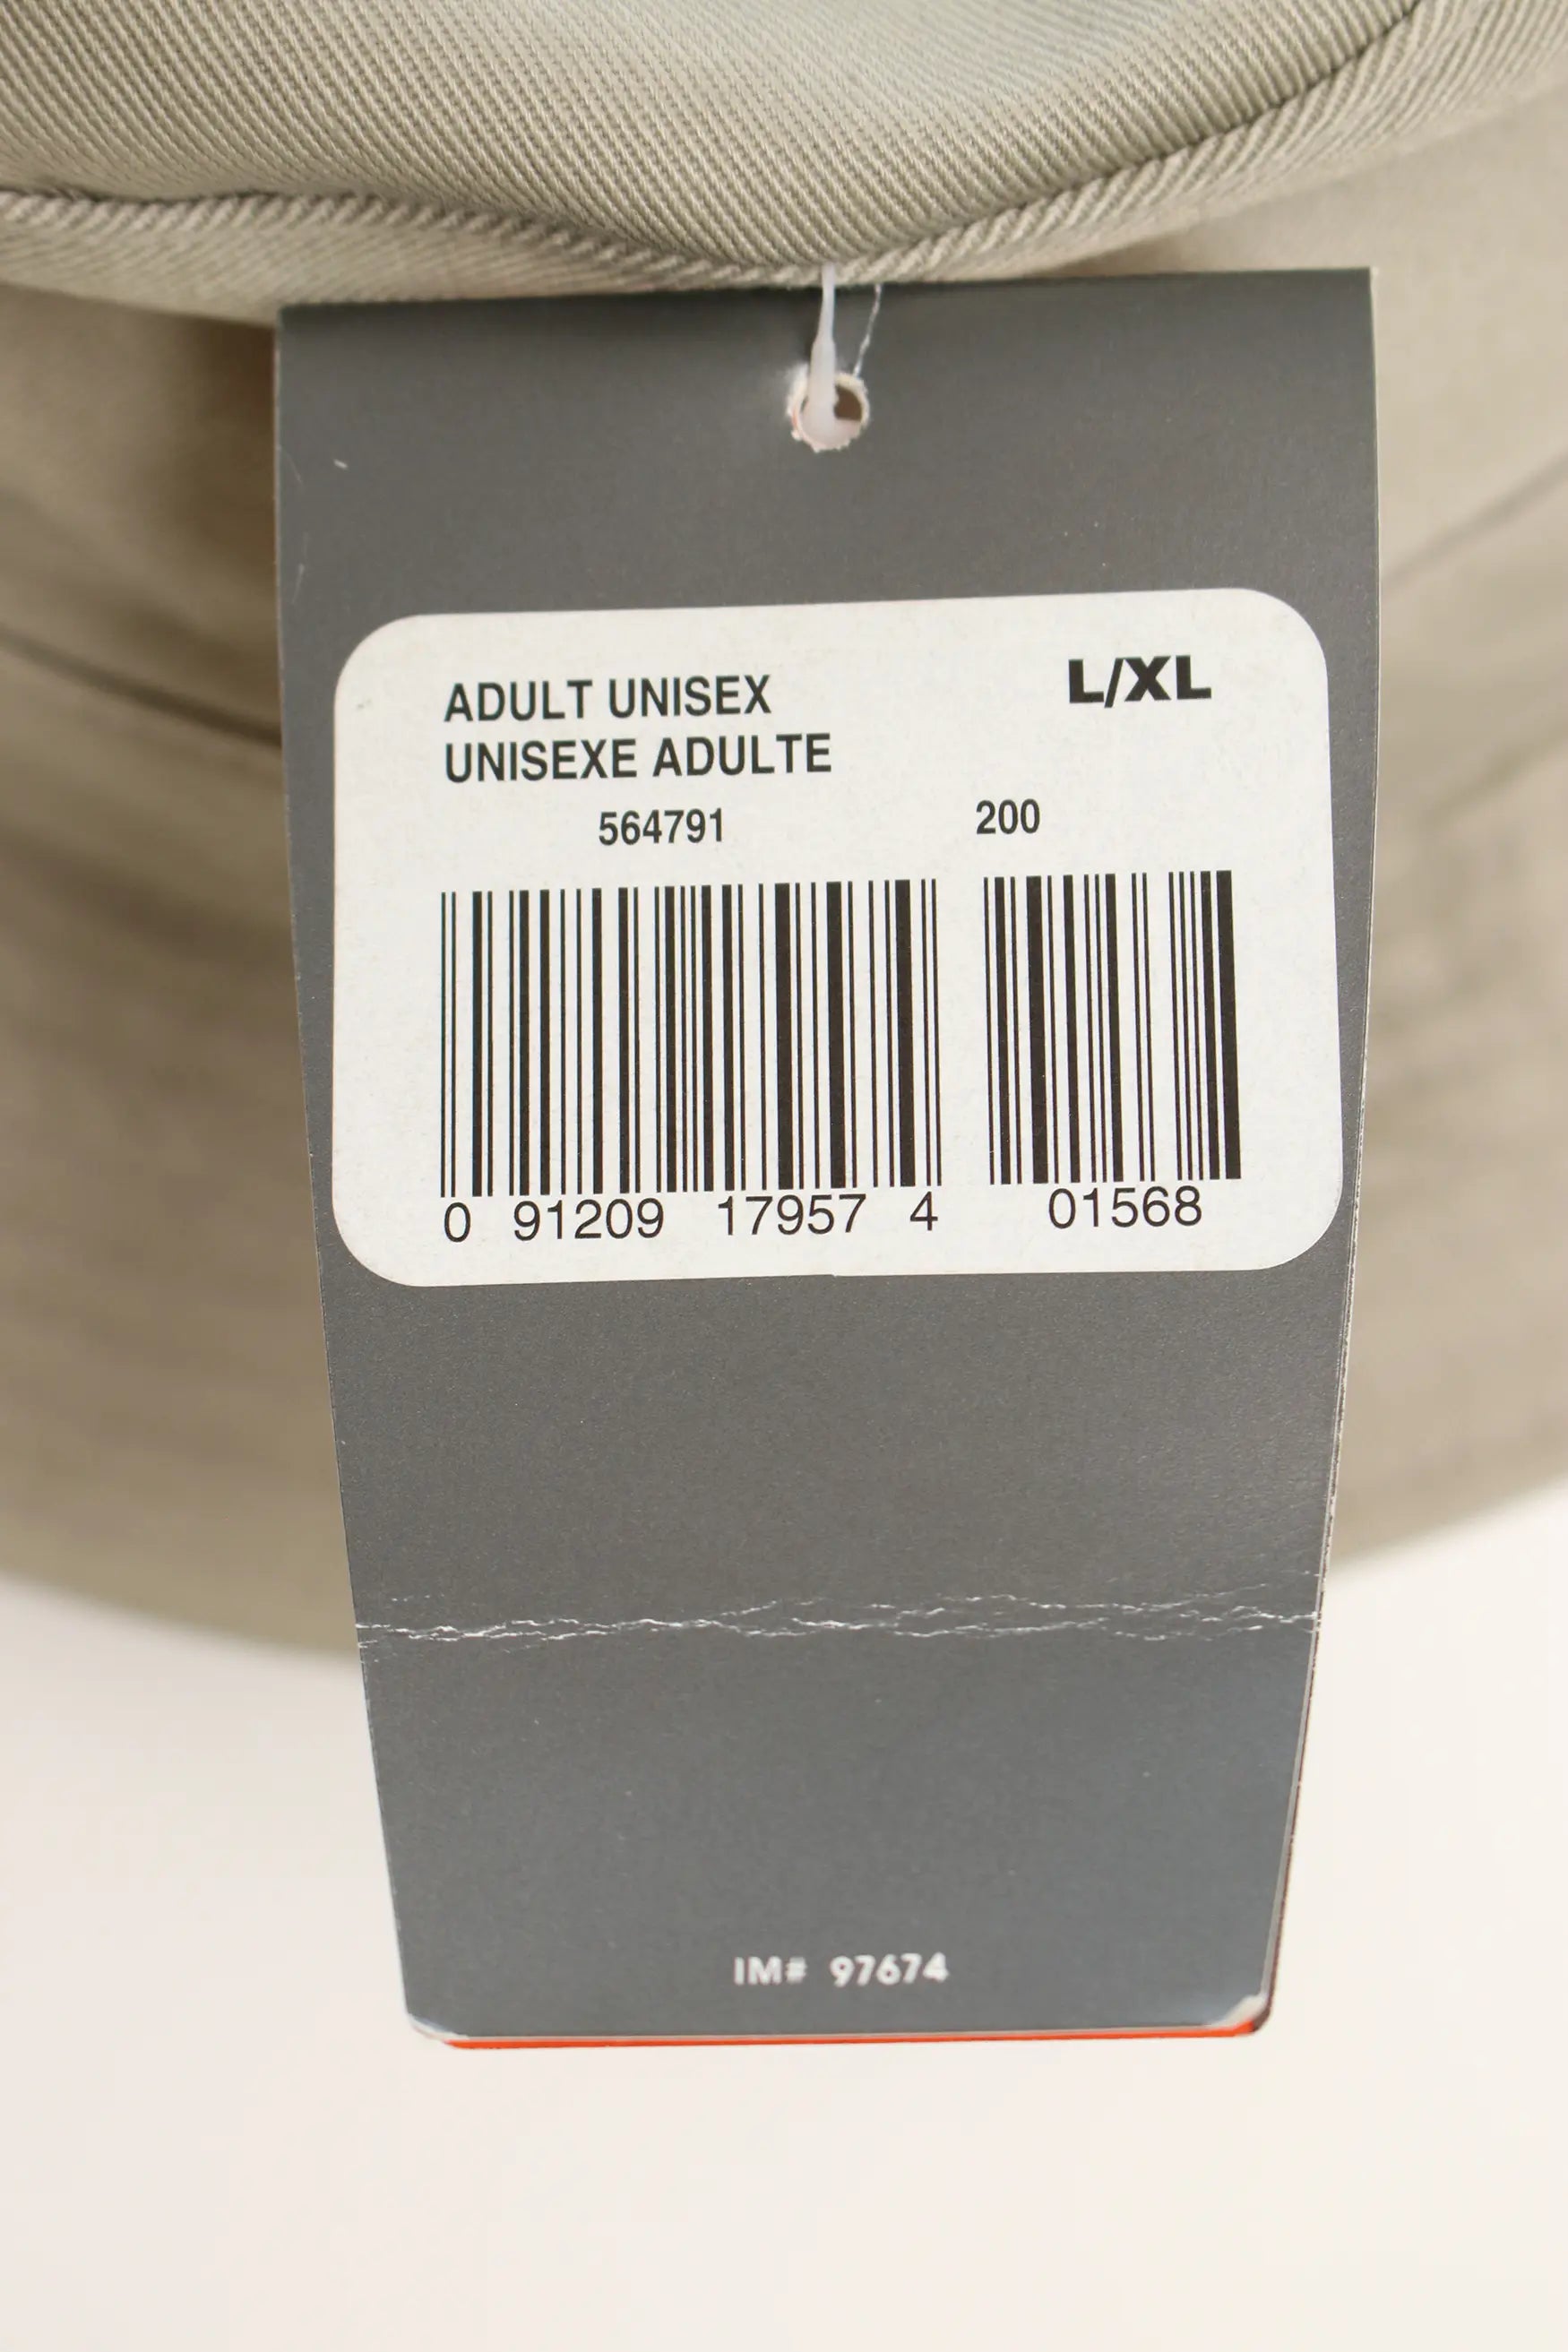 ADULT UNISEX L/XL
UNISEXE ADULTE
564791 200
0 91209 17957 4 01568
IM# 97674